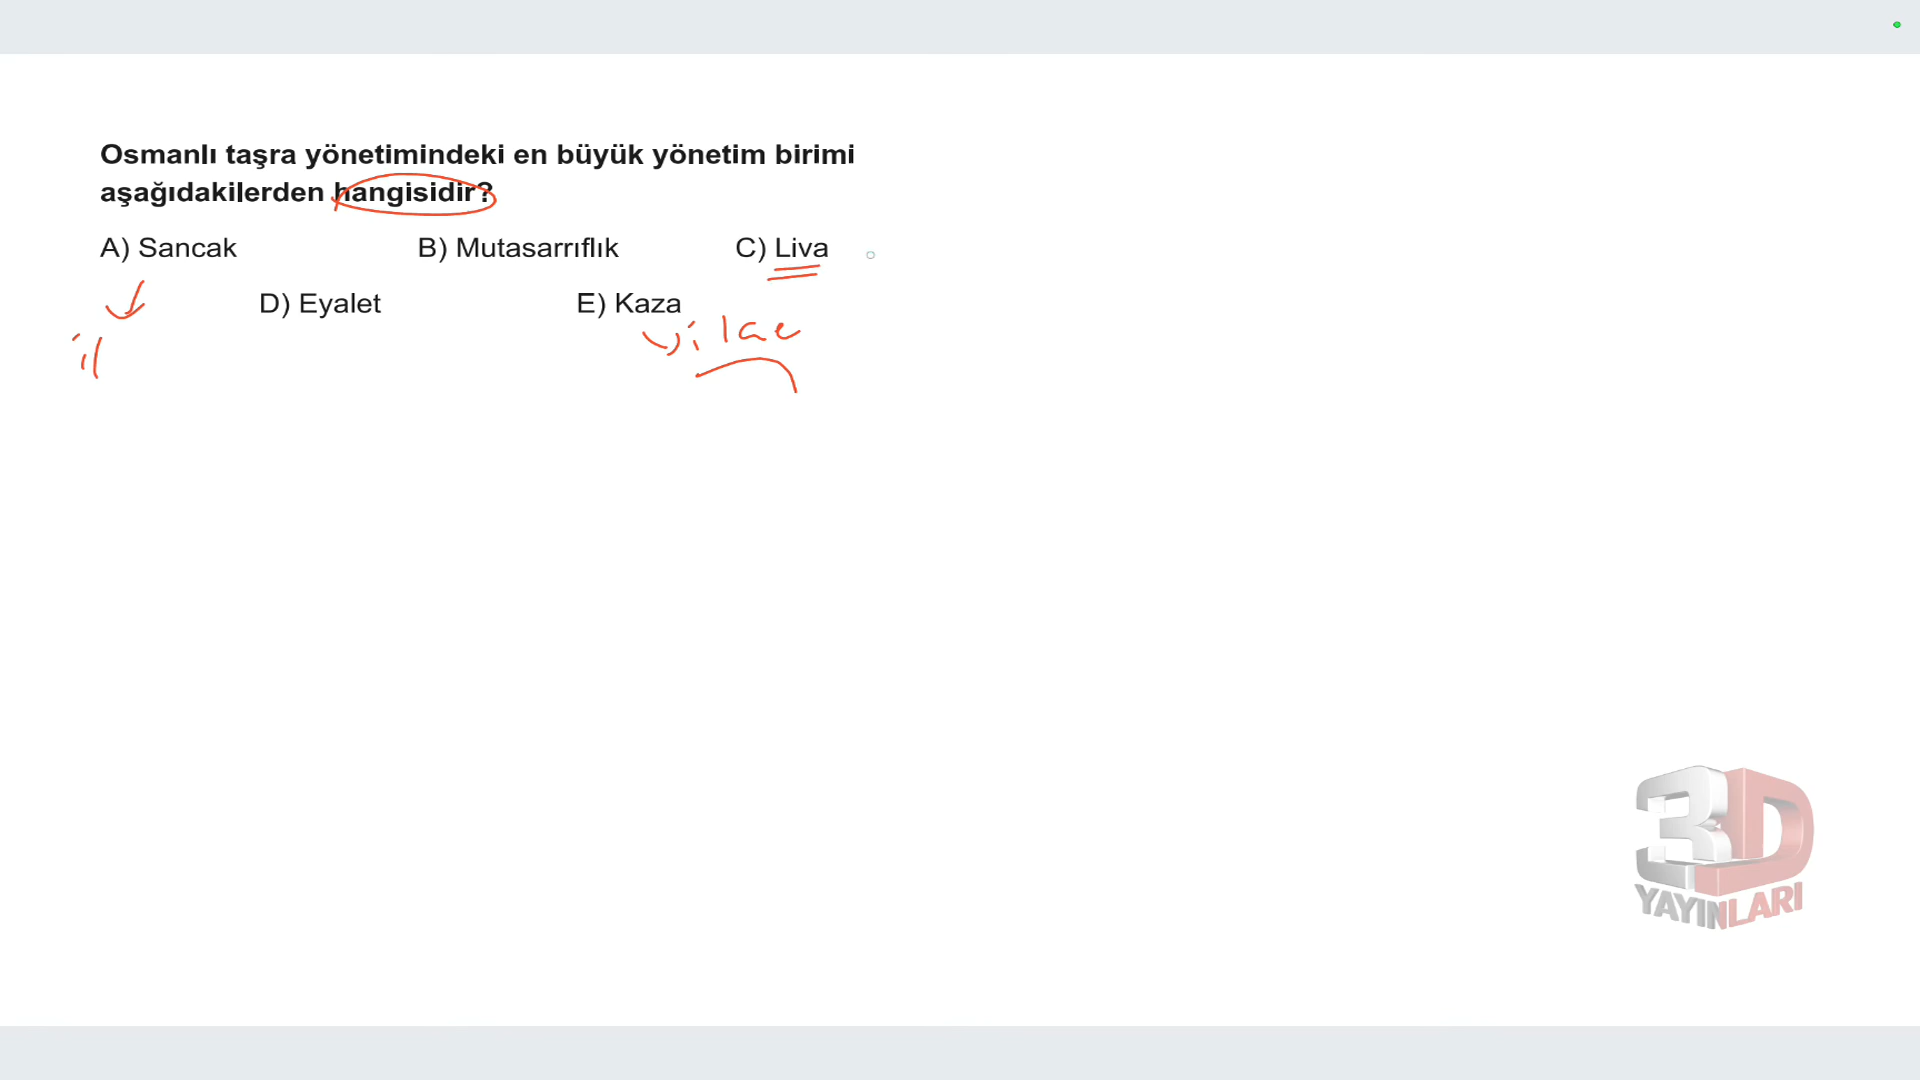 Osmanlı taşra yönetimindeki en büyük yönetim birimi
aşağıdakilerden hangisidir?
A) Sancak B) Mutasarrıflık C) Liva
D) Eyalet E) Kaza
il
3D
YAYINLARI